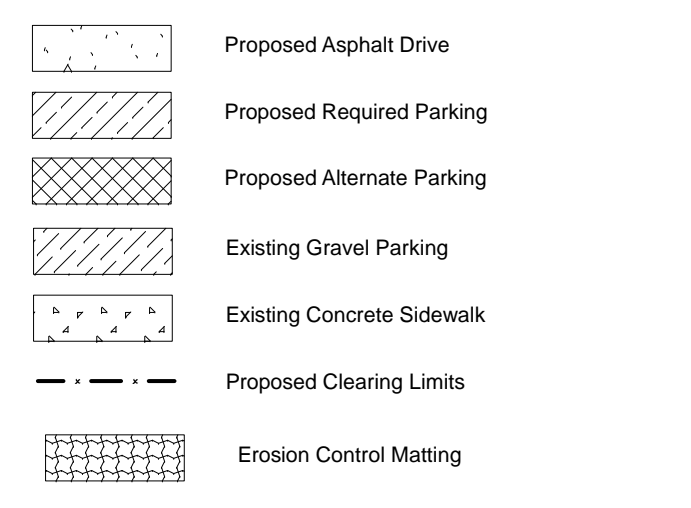 Proposed Asphalt Drive
Proposed Required Parking
Proposed Alternate Parking
Existing Gravel Parking
Existing Concrete Sidewalk
Proposed Clearing Limits
Erosion Control Matting